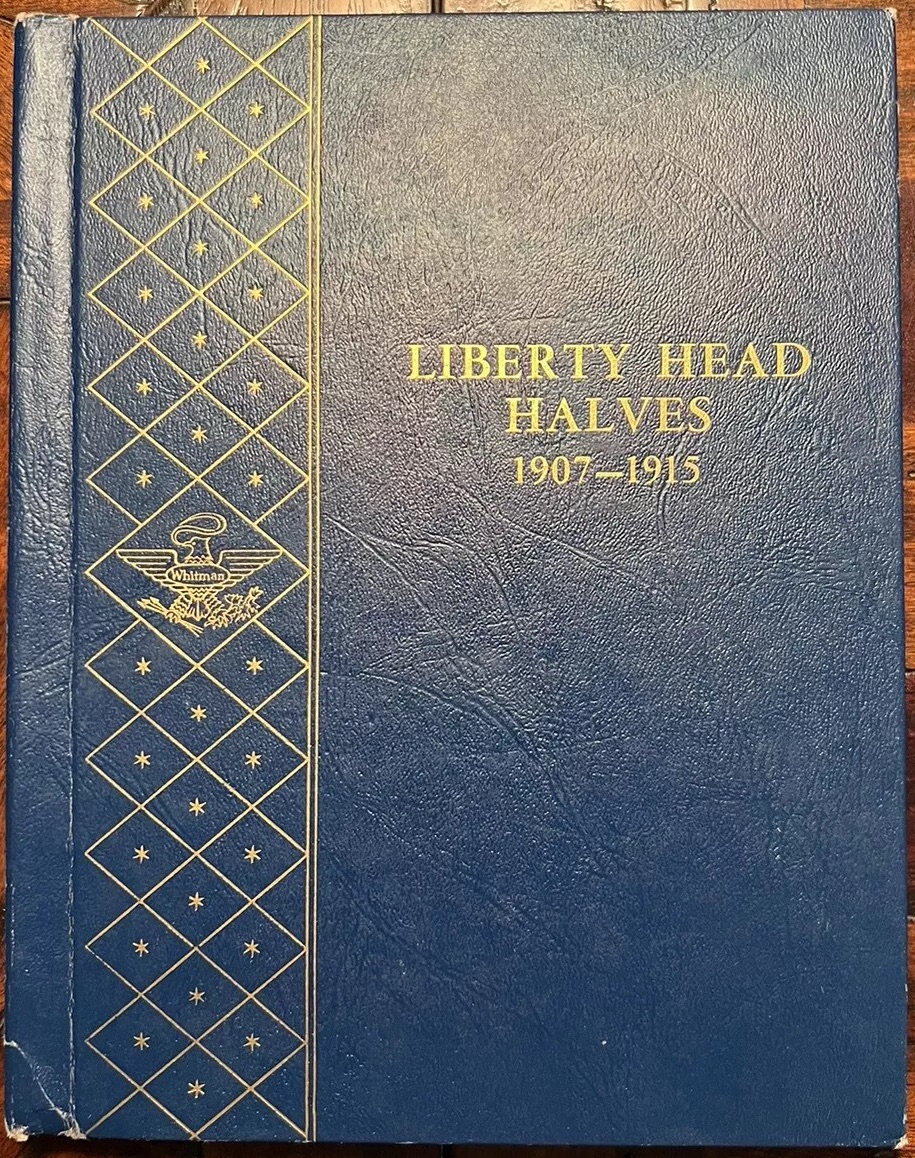 LIBERTY HEAD
HALVES
1907–1915
Whitman